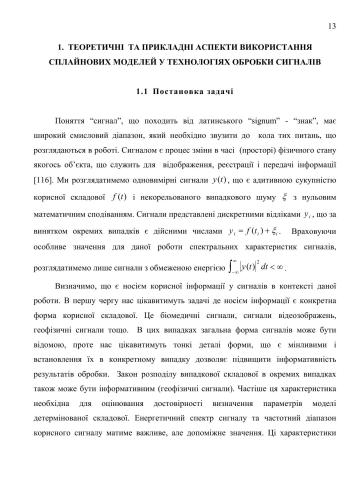 13
1. ТЕОРЕТИЧНІ ТА ПРИКЛАДНІ АСПЕКТИ ВИКОРИСТАННЯ
СПЛАЙНОВИХ МОДЕЛЕЙ У ТЕХНОЛОГІЯХ ОБРОБКИ СИГНАЛІВ
1.1 Постановка задачі
Поняття “сигнал”, що походить від латинського “signum” - “знак”, має
широкий смисловий діапазон, який необхідно звузити до кола тих питань, що
розглядаються в роботі. Сигналом є процес зміни в часі (просторі) фізичного стану
якогось об’єкта, що служить для відображення, реєстрації і передачі інформації
[116]. Ми розглядатимемо одновимірні сигнали y(t), що є адитивною сукупністю
корисної складової f(t) і некорельованого випадкового шуму ξ з нульовим
математичним сподіванням. Сигнали представлені дискретними відліками y_i, що за
винятком окремих випадків є дійсними числами y_i = f(t_i) + ξ_i. Враховуючи
особливе значення для даної роботи спектральних характеристик сигналів,
розглядатимемо лише сигнали з обмеженою енергією ∫_{-∞}^{∞} |y(t)|² dt < ∞.
Визначимо, що є носієм корисної інформації у сигналів в контексті даної
роботи. В першу чергу нас цікавитимуть задачі де носієм інформації є конкретна
форма корисної складової. Це біомедичні сигнали, сигнали відеозображень,
геофізичні сигнали тощо. В цих випадках загальна форма сигналів може бути
відомою, проте нас цікавитимуть тонкі деталі форми, що є мінливими і
встановлення їх в конкретному випадку дозволяє підвищити інформативність
результатів обробки. Закон розподілу випадкової складової в окремих випадках
також може бути інформативним (геофізичні сигнали). Частіше ця характеристика
необхідна для оцінювання достовірності визначення параметрів моделі
детермінованої складової. Енергетичний спектр сигналу та частотний діапазон
корисного сигналу матиме важливе, але допоміжне значення. Ці характеристики